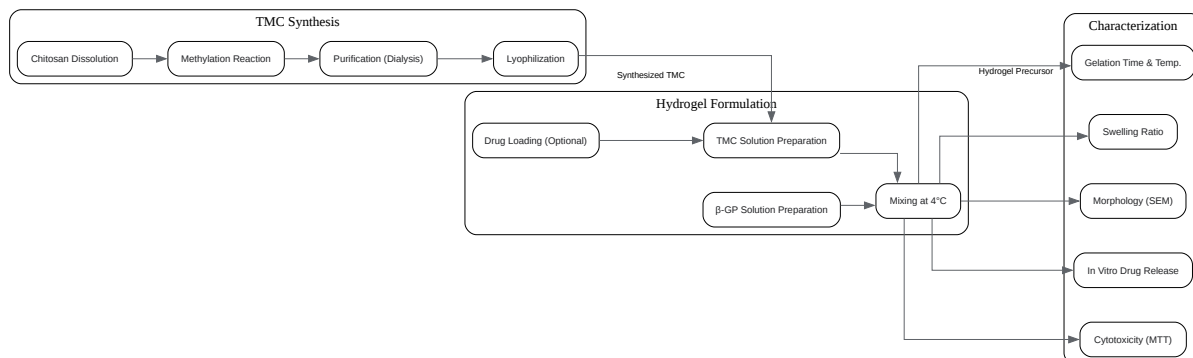 TMC Synthesis
Chitosan Dissolution
Methylation Reaction
Purification (Dialysis)
Lyophilization
Synthesized TMC
Hydrogel Formulation
Drug Loading (Optional)
TMC Solution Preparation
β-GP Solution Preparation
Mixing at 4°C
Characterization
Hydrogel Precursor
Gelation Time & Temp.
Swelling Ratio
Morphology (SEM)
In Vitro Drug Release
Cytotoxicity (MTT)